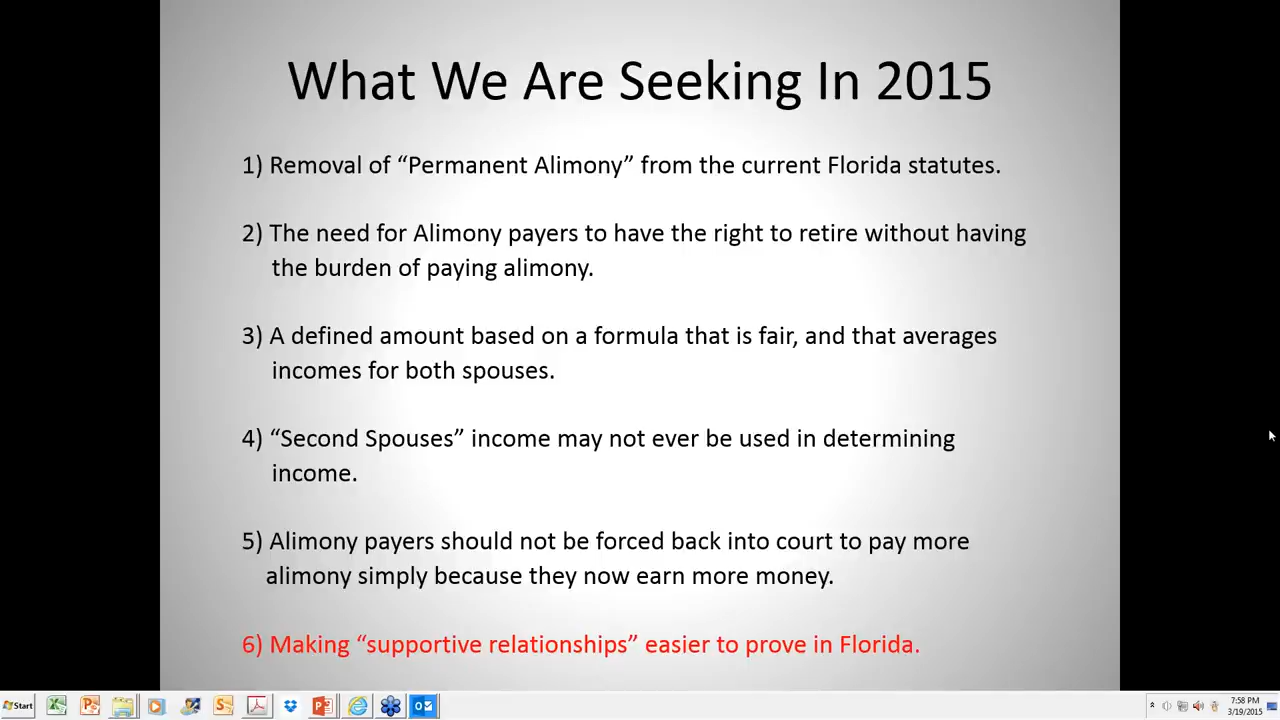 What We Are Seeking In 2015
1) Removal of “Permanent Alimony” from the current Florida statutes.
2) The need for Alimony payers to have the right to retire without having
the burden of paying alimony.
3) A defined amount based on a formula that is fair, and that averages
incomes for both spouses.
4) “Second Spouses” income may not ever be used in determining
income.
5) Alimony payers should not be forced back into court to pay more
alimony simply because they now earn more money.
6) Making “supportive relationships” easier to prove in Florida.
Start
7:58 PM
3/19/2015